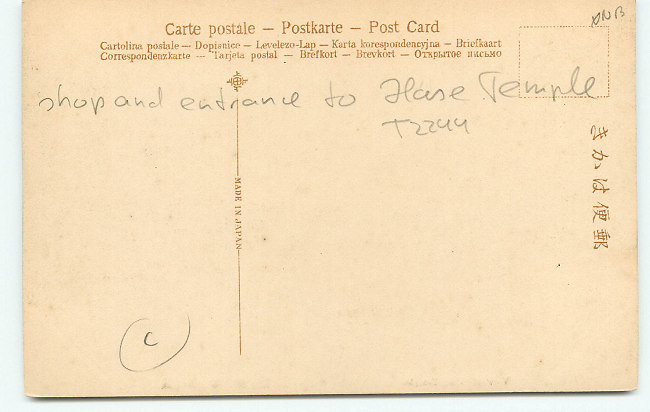 Carte postale — Postkarte — Post Card
Cartolina postale — Dopisnice — Levelezo-Lap — Karta korespondencyjna — Briefkaart
Correspondenzkarte — Tarjeta postal — Brefkort — Brevkort — Открытое письмо
shop and entrance to Hase Temple
T2244
MADE IN JAPAN
きかは便郵
C